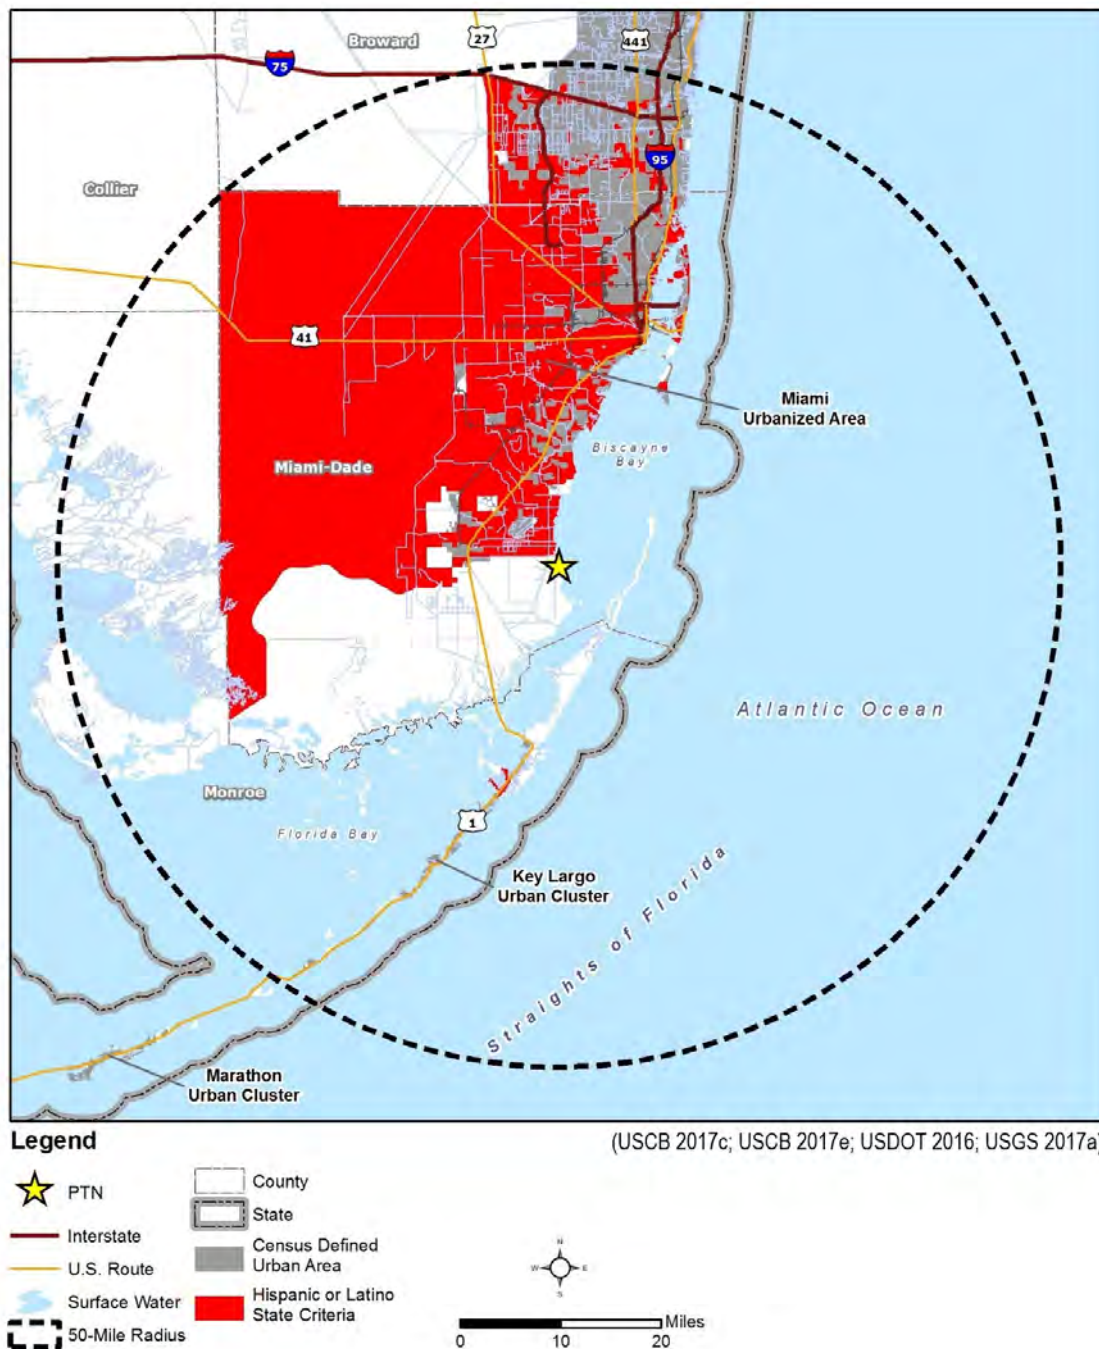 Broward
27
441
75
95
Collier
41
Miami
Urbanized Area
Biscayne
Bay
Miami-Dade
Atlantic Ocean
Monroe
1
Florida Bay
Key Largo
Urban Cluster
Straights of Florida
Marathon
Urban Cluster
Legend
(USCB 2017c; USCB 2017e; USDOT 2016; USGS 2017a)
PTN
Interstate
U.S. Route
Surface Water
50-Mile Radius
County
State
Census Defined
Urban Area
Hispanic or Latino
State Criteria
N
W E
S
Miles
0 10 20